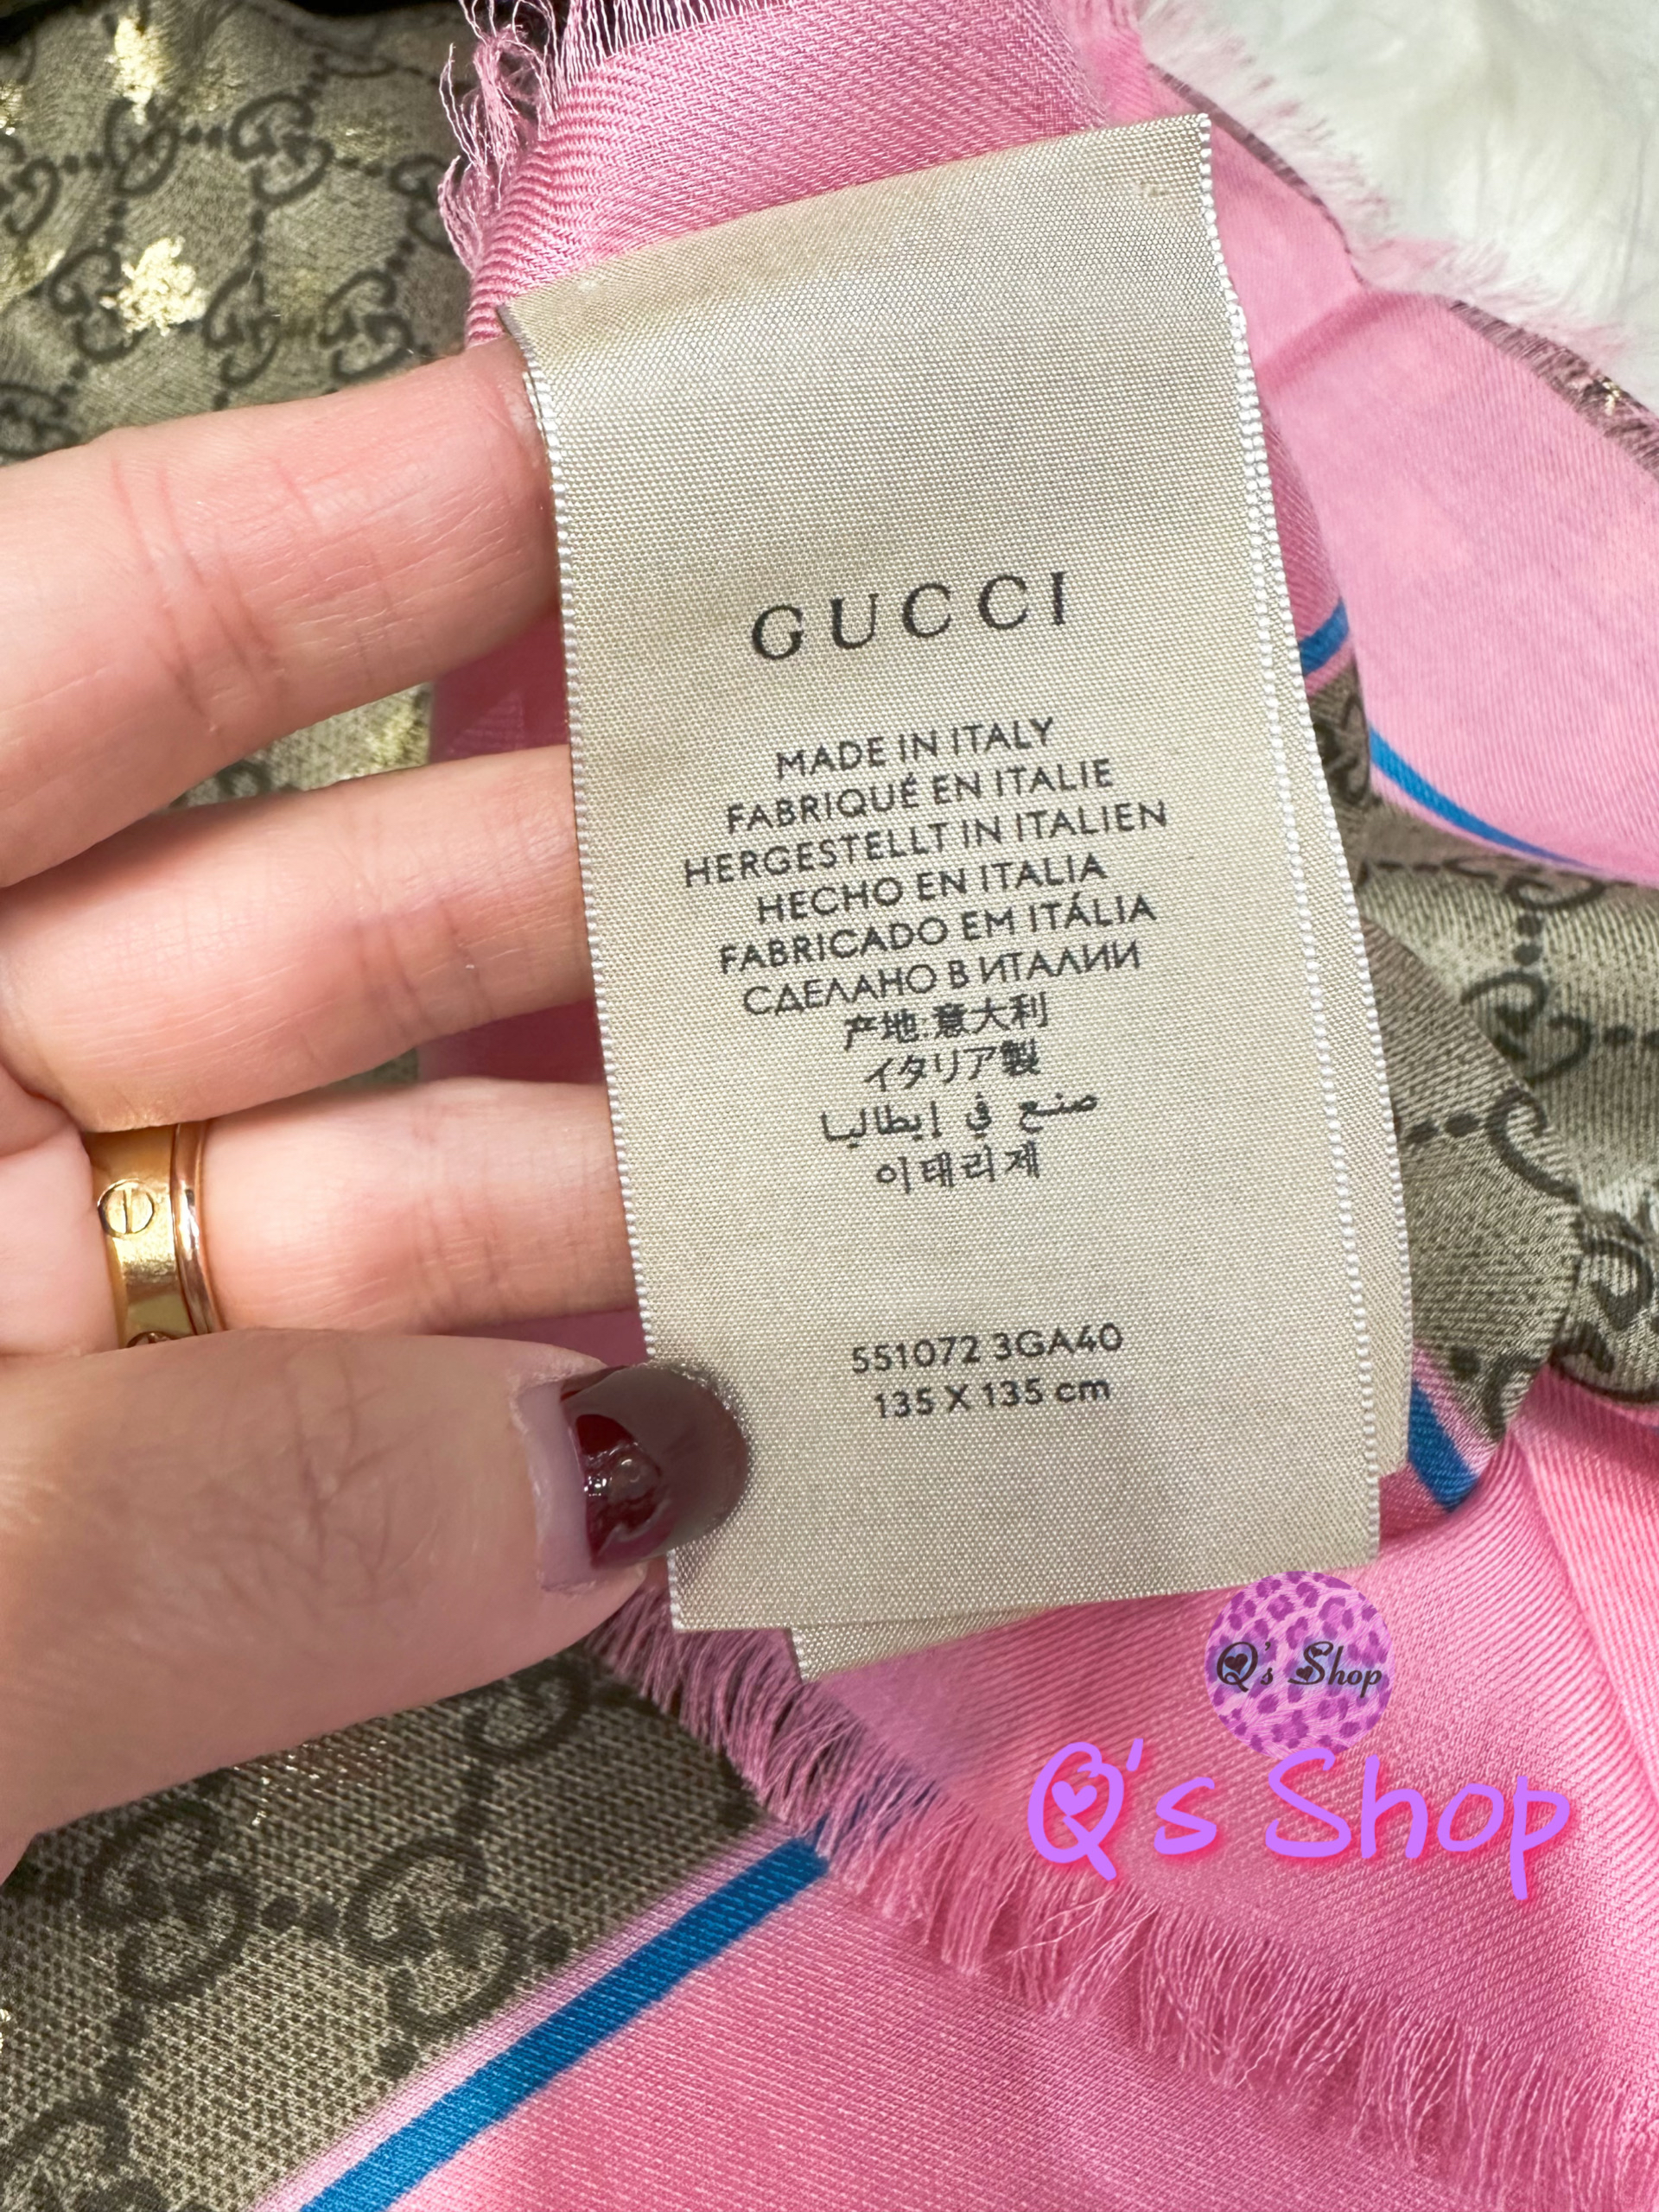 GUCCI
MADE IN ITALY
FABRIQUÉ EN ITALIE
HERGESTELLT IN ITALIEN
HECHO EN ITALIA
FABRICADO EM ITÁLIA
СДЕЛАНО В ИТАЛИИ
产地:意大利
イタリア製
صنع في إيطاليا
이태리제
551072 3GA40
135 X 135 cm
Q's Shop
Q's Shop